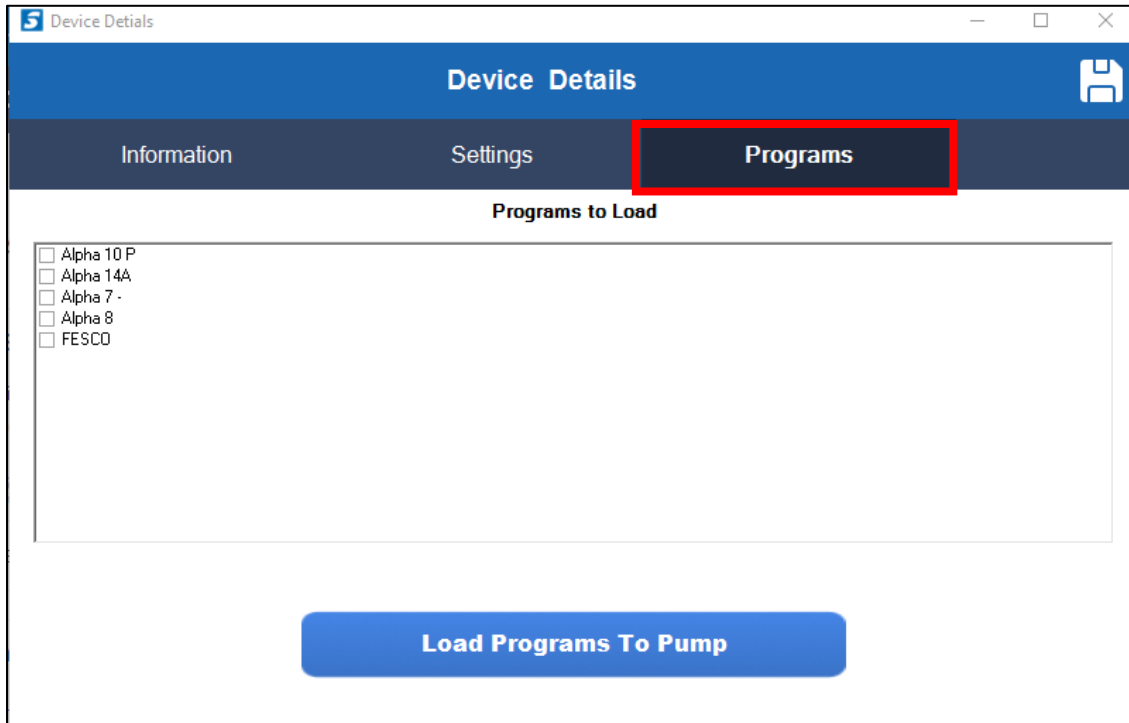 5 Device Detials
Device Details
Information Settings Programs
Programs to Load
Alpha 10 P
Alpha 14A
Alpha 7 -
Alpha 8
FESCO
Load Programs To Pump